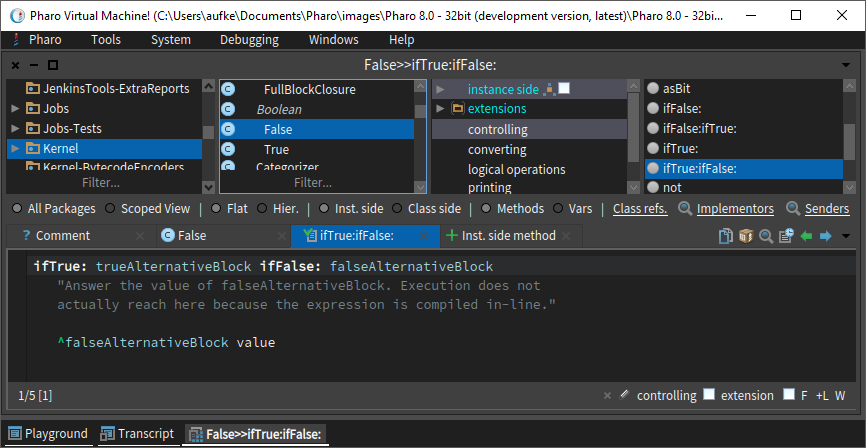 Pharo Virtual Machine! (C:\Users\aufke\Documents\Pharo\images\Pharo 8.0 - 32bit (development version, latest)\Pharo 8.0 - 32bi...
Pharo Tools System Debugging Windows Help
False>>ifTrue:ifFalse:
JenkinsTools-ExtraReports
Jobs
Jobs-Tests
Kernel
Kernel-BytecodeEncoders
Filter...
FullBlockClosure
Boolean
False
True
Categorizer
Filter...
instance side
extensions
controlling
converting
logical operations
printing
asBit
ifFalse:
ifFalse:ifTrue:
ifTrue:
ifTrue:ifFalse:
not
All Packages Scoped View | Flat Hier. | Inst. side Class side | Methods Vars | Class refs. Implementors Senders
? Comment False ifTrue:ifFalse: Inst. side method
ifTrue: trueAlternativeBlock ifFalse: falseAlternativeBlock
"Answer the value of falseAlternativeBlock. Execution does not
actually reach here because the expression is compiled in-line."
^falseAlternativeBlock value
1/5 [1] controlling extension F +L W
Playground Transcript False>>ifTrue:ifFalse: